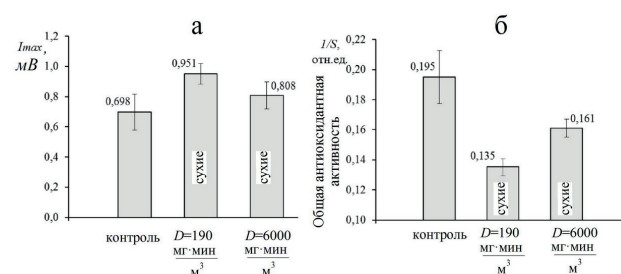 а
Imax,
мВ
1,2
1,0
0,8
0,6
0,4
0,2
0,0
0,698
0,951
0,808
сухие
сухие
контроль
D=190
мг·мин
м³
D=6000
мг·мин
м³
б
1/S,
отн.ед.
Общая антиоксидантная
активность
0,22
0,20
0,18
0,16
0,14
0,12
0,10
0,195
0,135
0,161
сухие
сухие
контроль
D=190
мг·мин
м³
D=6000
мг·мин
м³